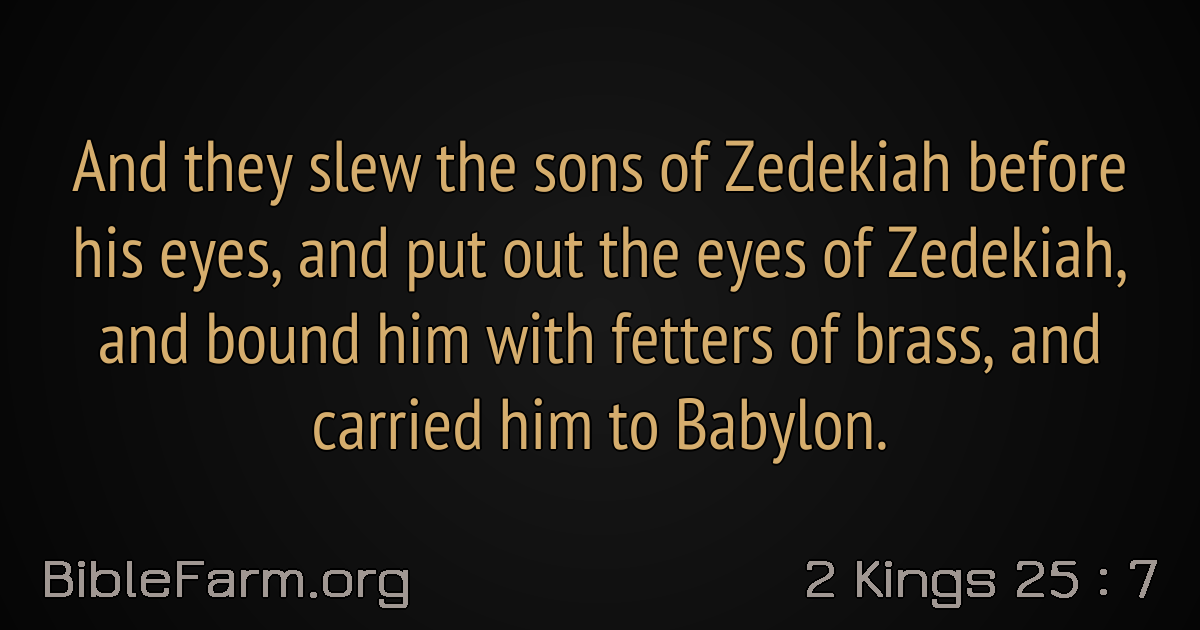 And they slew the sons of Zedekiah before
his eyes, and put out the eyes of Zedekiah,
and bound him with fetters of brass, and
carried him to Babylon.
BibleFarm.org
2 Kings 25 : 7